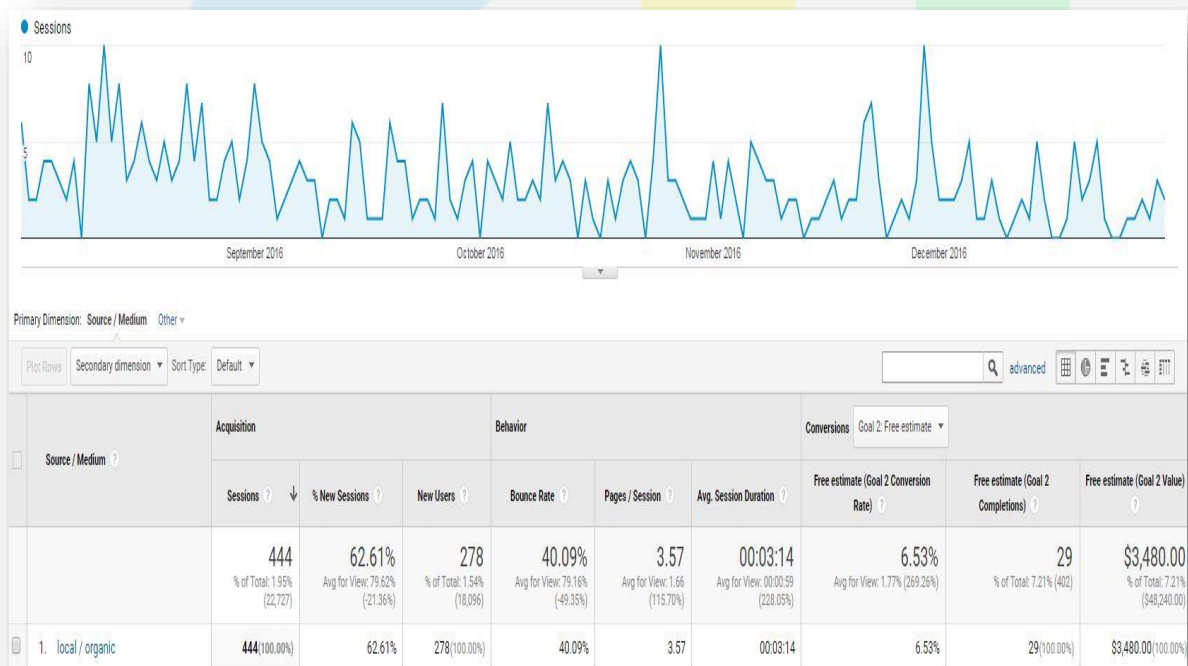 Sessions
10
5
September 2016 October 2016 November 2016 December 2016
Primary Dimension: Source / Medium Other
Plot Rows Secondary dimension Sort Type: Default advanced
Source / Medium ?
Acquisition Behavior Conversions Goal 2: Free estimate
Sessions ? % New Sessions ? New Users ? Bounce Rate ? Pages / Session ? Avg. Session Duration ? Free estimate (Goal 2 Conversion Rate) ? Free estimate (Goal 2 Completions) ? Free estimate (Goal 2 Value) ?
444 62.61% 278 40.09% 3.57 00:03:14 6.53% 29 $3,480.00
% of Total: 1.95% (22,727) Avg for View: 79.62% (-21.36%) % of Total: 1.54% (18,096) Avg for View: 79.16% (-49.35%) Avg for View: 1.66 (115.70%) Avg for View: 00:00:59 (228.05%) Avg for View: 1.77% (269.26%) % of Total: 7.21% (402) % of Total: 7.21% ($48,240.00)
1. local / organic 444(100.00%) 62.61% 278(100.00%) 40.09% 3.57 00:03:14 6.53% 29(100.00%) $3,480.00(100.00%)